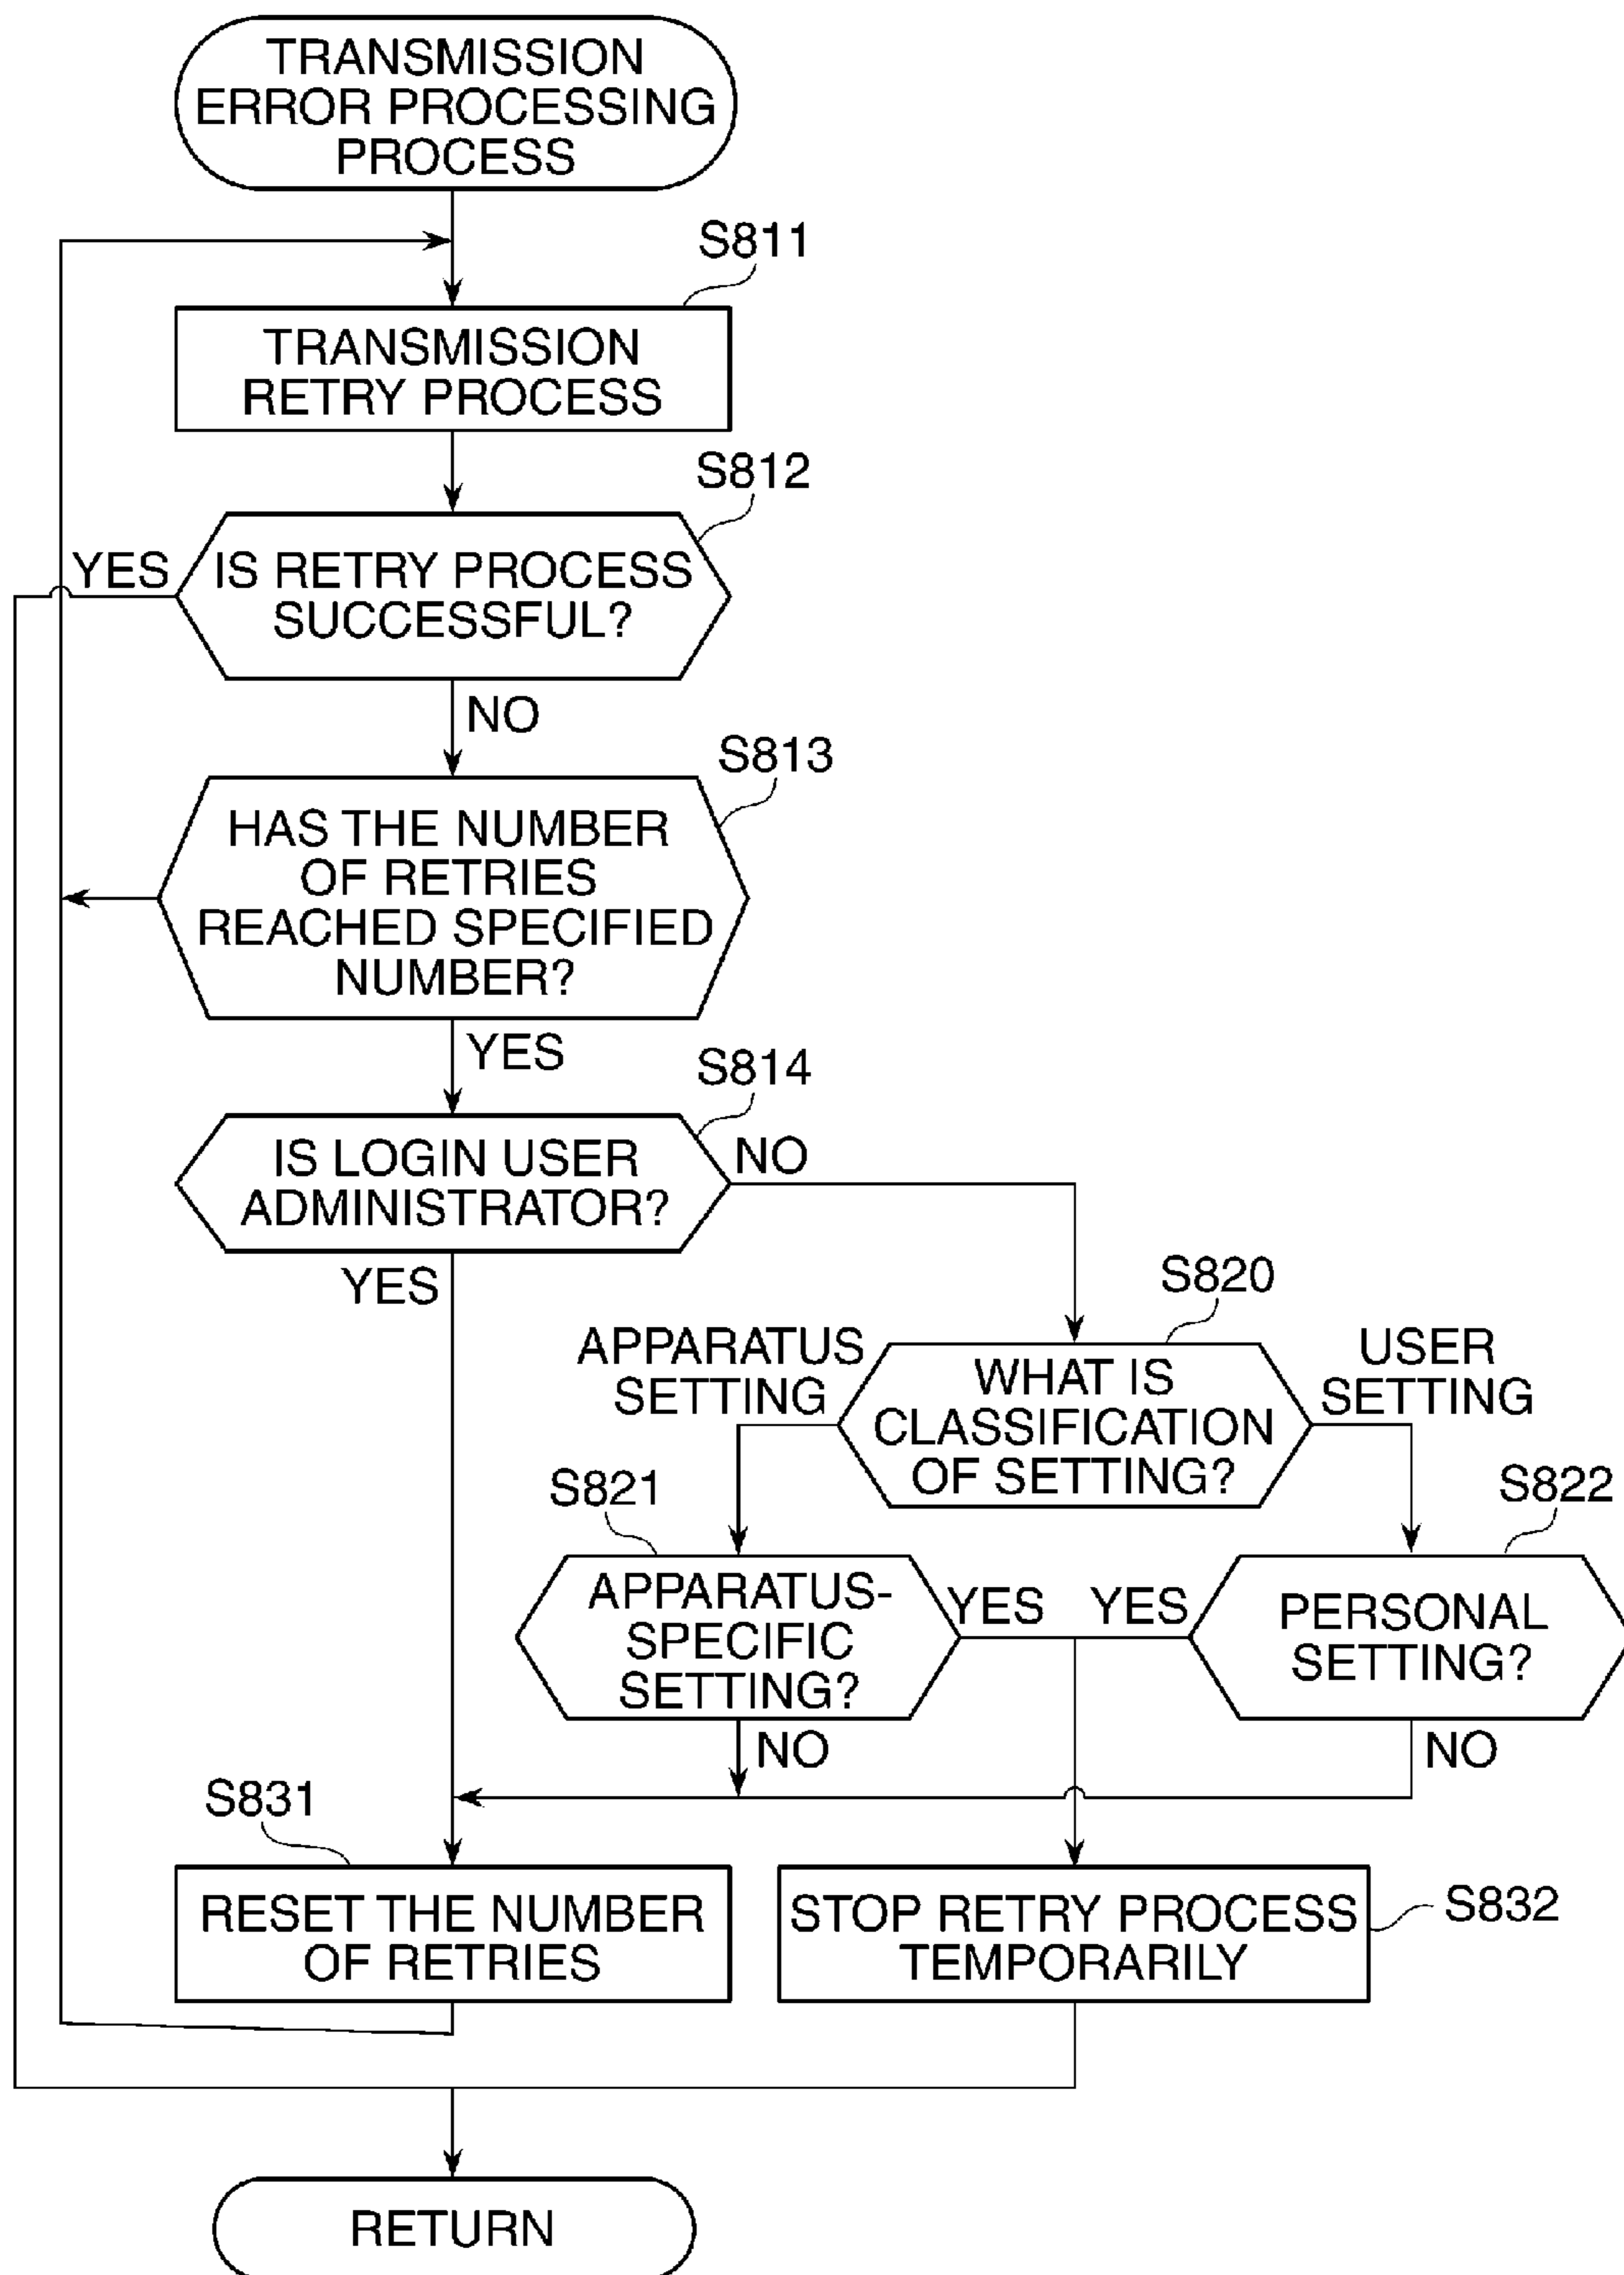 TRANSMISSION
ERROR PROCESSING
PROCESS
S811
TRANSMISSION
RETRY PROCESS
S812
YES
IS RETRY PROCESS
SUCCESSFUL?
NO
S813
HAS THE NUMBER
OF RETRIES
REACHED SPECIFIED
NUMBER?
YES
S814
IS LOGIN USER
ADMINISTRATOR?
NO
YES
S820
APPARATUS
SETTING
WHAT IS
CLASSIFICATION
OF SETTING?
USER
SETTING
S821
S822
APPARATUS-
SPECIFIC
SETTING?
YES
YES
PERSONAL
SETTING?
NO
NO
S831
RESET THE NUMBER
OF RETRIES
STOP RETRY PROCESS
TEMPORARILY
S832
RETURN